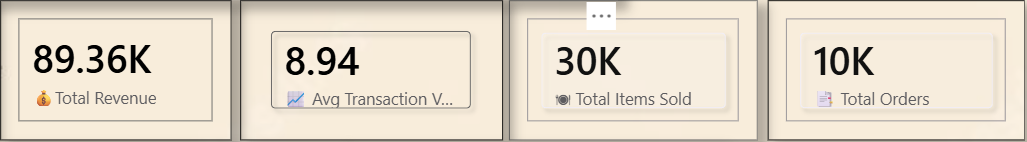 89.36K
💰 Total Revenue
8.94
📈 Avg Transaction V...
30K
🍽 Total Items Sold
10K
📑 Total Orders